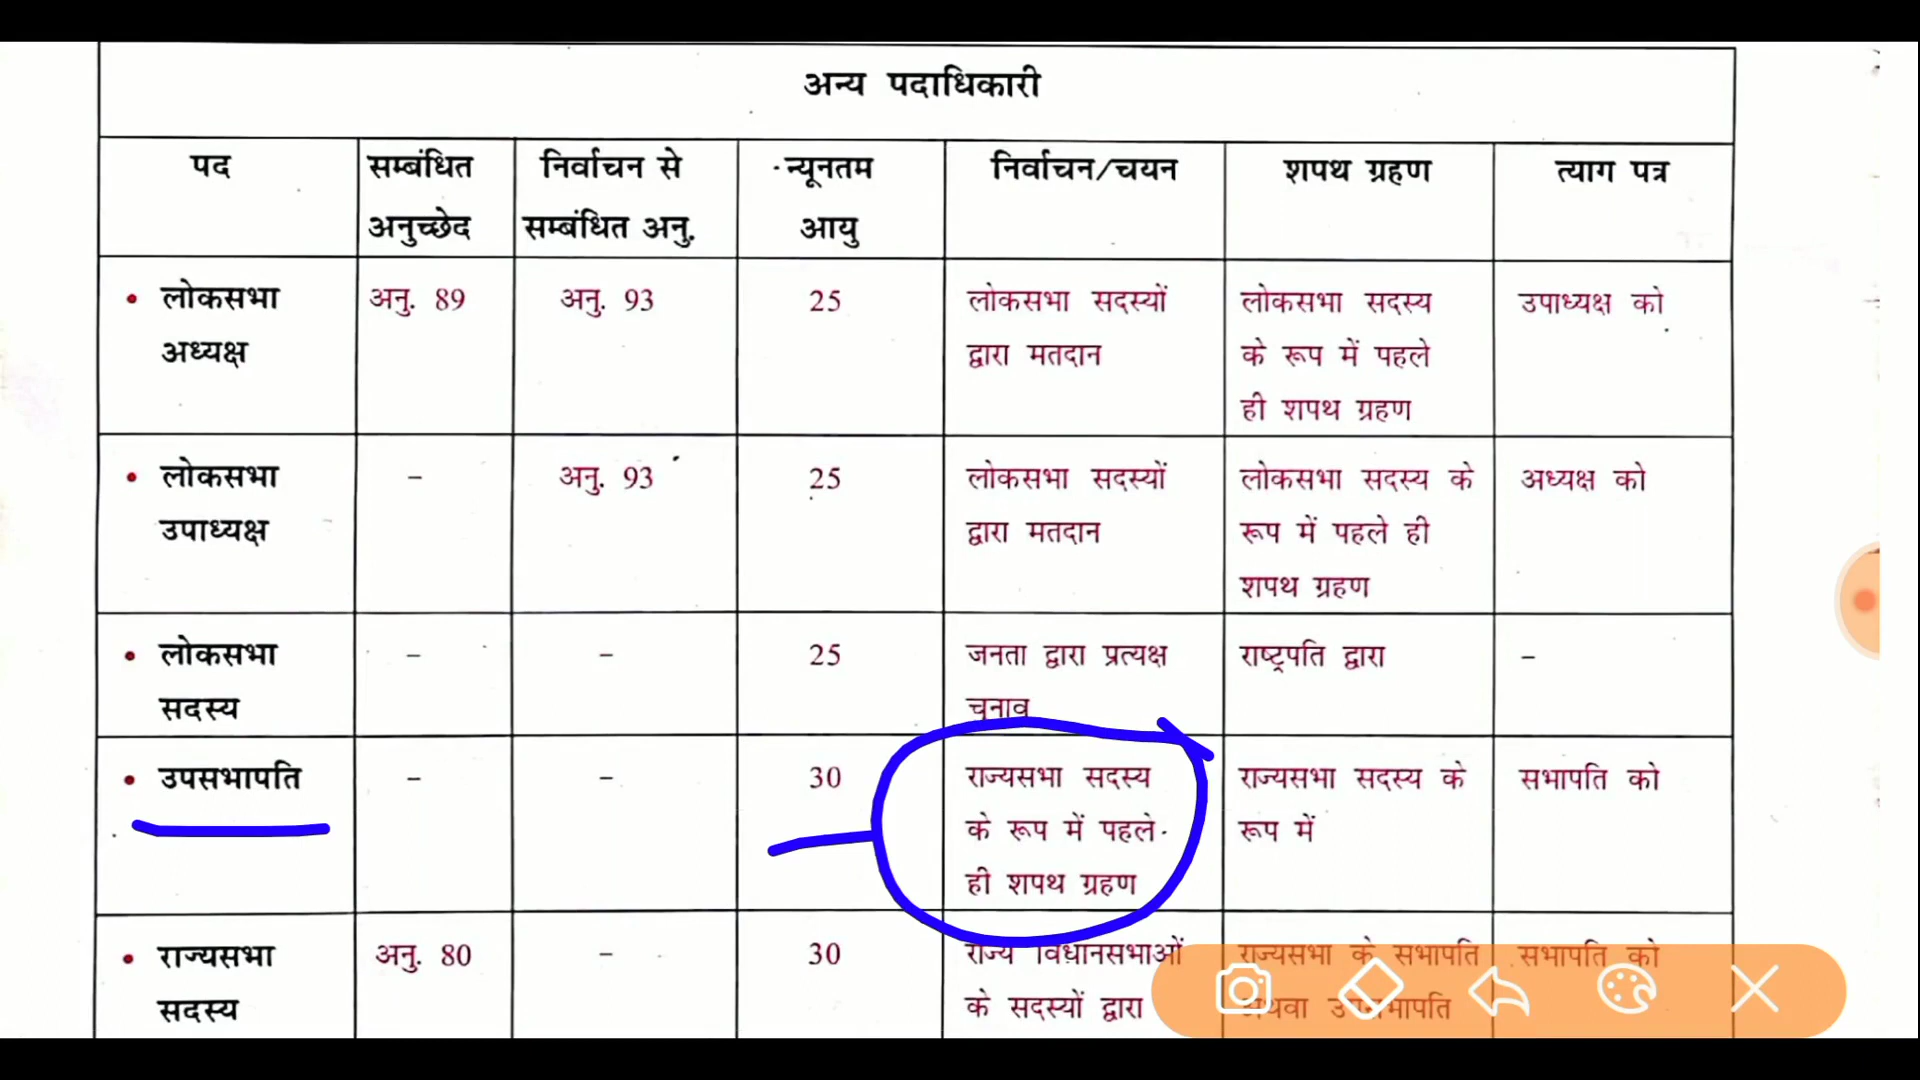 अन्य पदाधिकारी
पद
सम्बंधित
अनुच्छेद
निर्वाचन से
सम्बंधित अनु.
न्यूनतम
आयु
निर्वाचन/चयन
शपथ ग्रहण
त्याग पत्र
• लोकसभा
अध्यक्ष
अनु. 89
अनु. 93
25
लोकसभा सदस्यों
द्वारा मतदान
लोकसभा सदस्य
के रूप में पहले
ही शपथ ग्रहण
उपाध्यक्ष को
• लोकसभा
उपाध्यक्ष
–
अनु. 93
25
लोकसभा सदस्यों
द्वारा मतदान
लोकसभा सदस्य के
रूप में पहले ही
शपथ ग्रहण
अध्यक्ष को
• लोकसभा
सदस्य
–
–
25
जनता द्वारा प्रत्यक्ष
चुनाव
राष्ट्रपति द्वारा
–
• उपसभापति
–
–
30
राज्यसभा सदस्य
के रूप में पहले
ही शपथ ग्रहण
राज्यसभा सदस्य के
रूप में
सभापति को
• राज्यसभा
सदस्य
अनु. 80
–
30
राज्य विधानसभाओं
के सदस्यों द्वारा
राज्यसभा के सभापति
अथवा उपसभापति
सभापति को